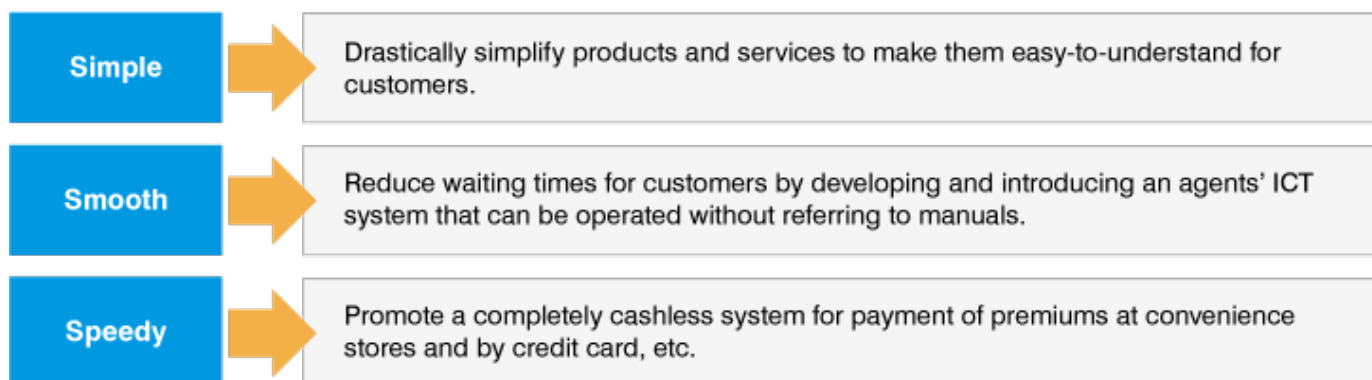 Simple
Drastically simplify products and services to make them easy-to-understand for
customers.
Smooth
Reduce waiting times for customers by developing and introducing an agents’ ICT
system that can be operated without referring to manuals.
Speedy
Promote a completely cashless system for payment of premiums at convenience
stores and by credit card, etc.